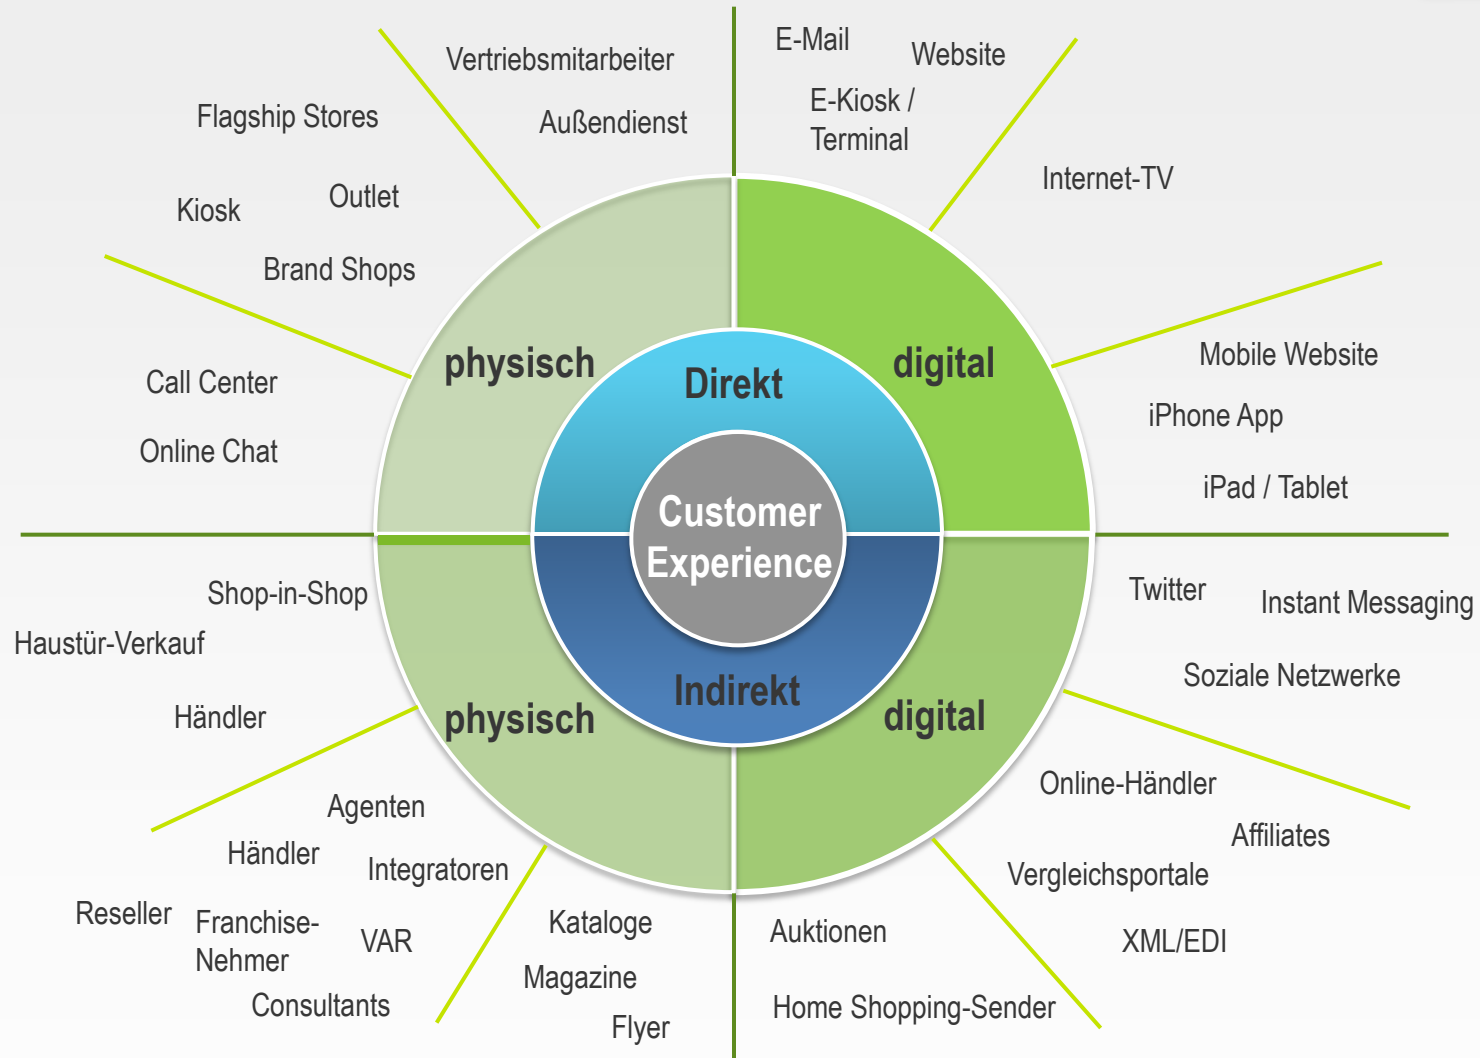 Vertriebsmitarbeiter
Außendienst
Flagship Stores
Outlet
Kiosk
Brand Shops
Call Center
Online Chat
E-Mail
Website
E-Kiosk /
Terminal
Internet-TV
Mobile Website
iPhone App
iPad / Tablet
physisch
Direkt
digital
Customer
Experience
physisch
Indirekt
digital
Shop-in-Shop
Haustür-Verkauf
Händler
Agenten
Händler
Integratoren
Reseller
Franchise-
Nehmer
VAR
Consultants
Kataloge
Magazine
Flyer
Twitter
Instant Messaging
Soziale Netzwerke
Online-Händler
Affiliates
Vergleichsportale
XML/EDI
Auktionen
Home Shopping-Sender